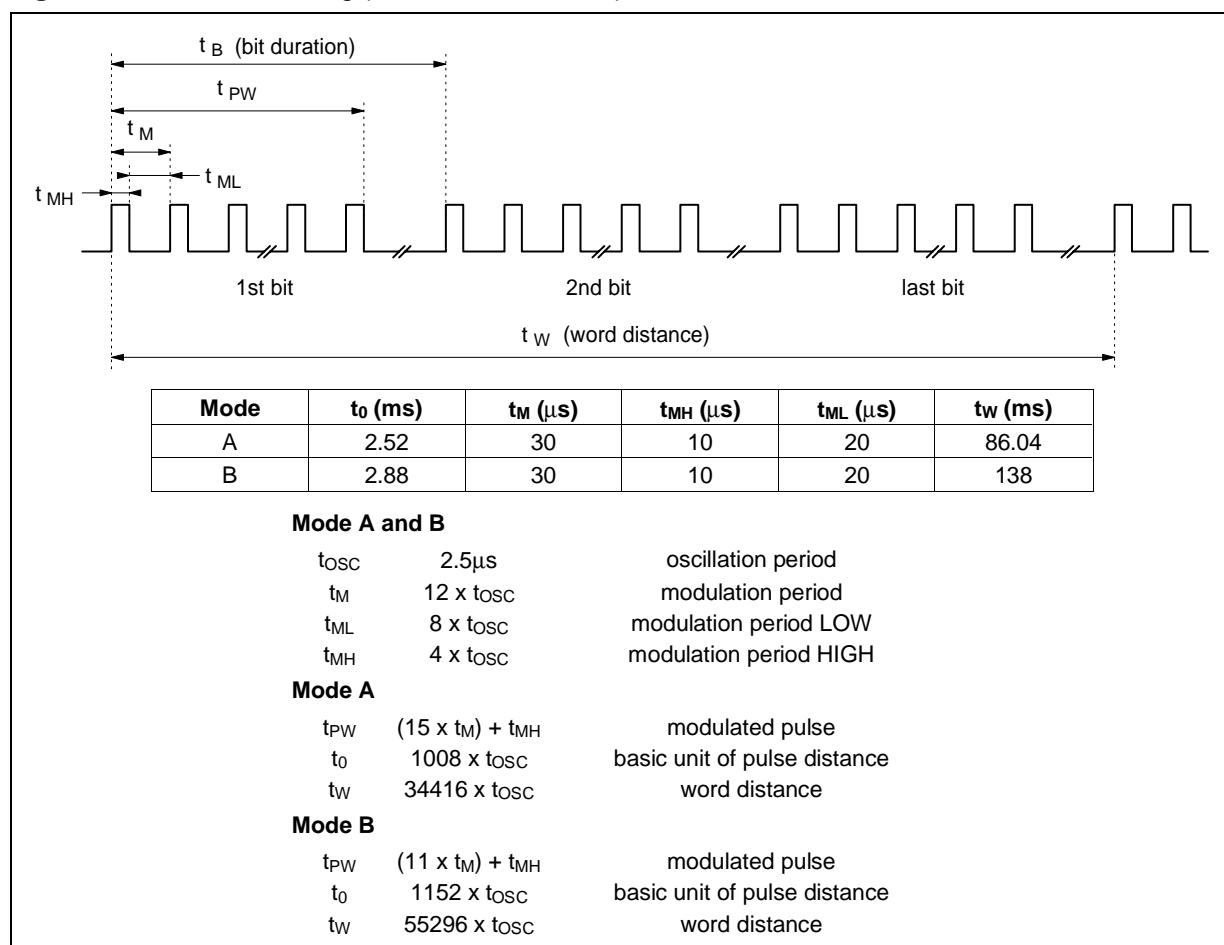 t B (bit duration)
t PW
t M
t ML
t MH
1st bit 2nd bit last bit
t W (word distance)
Mode t0 (ms) tM (μs) tMH (μs) tML (μs) tW (ms)
A 2.52 30 10 20 86.04
B 2.88 30 10 20 138
Mode A and B
tOSC 2.5μs oscillation period
tM 12 x tOSC modulation period
tML 8 x tOSC modulation period LOW
tMH 4 x tOSC modulation period HIGH
Mode A
tPW (15 x tM) + tMH modulated pulse
t0 1008 x tOSC basic unit of pulse distance
tW 34416 x tOSC word distance
Mode B
tPW (11 x tM) + tMH modulated pulse
t0 1152 x tOSC basic unit of pulse distance
tW 55296 x tOSC word distance